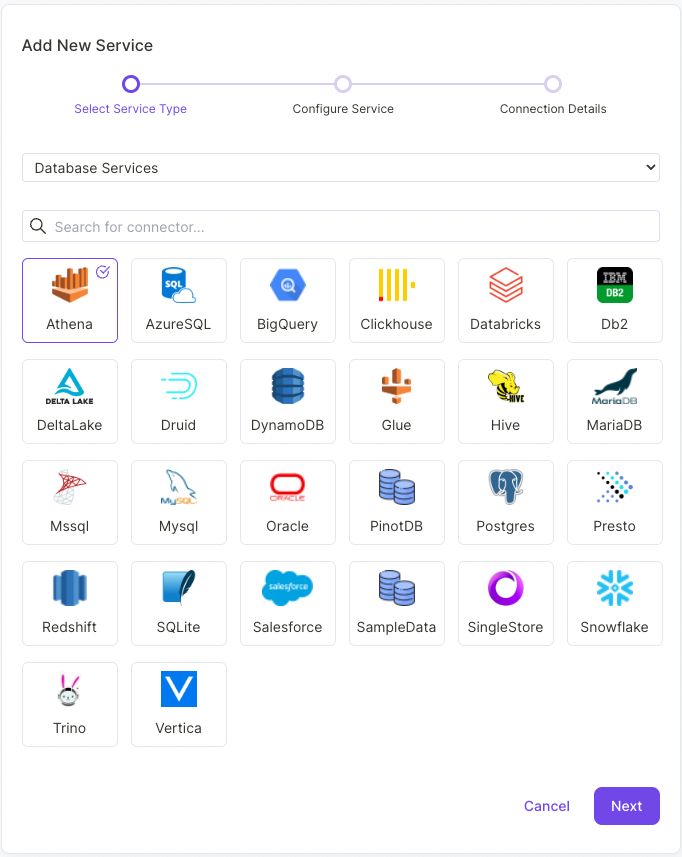 Add New Service
Select Service Type Configure Service Connection Details
Database Services
Search for connector...
SQL IBM DB2
Athena AzureSQL BigQuery Clickhouse Databricks Db2
DELTA LAKE HIVE MariaDB
DeltaLake Druid DynamoDB Glue Hive MariaDB
MySQL ORACLE
Mssql Mysql Oracle PinotDB Postgres Presto
salesforce
Redshift SQLite Salesforce SampleData SingleStore Snowflake
Trino Vertica
Cancel Next